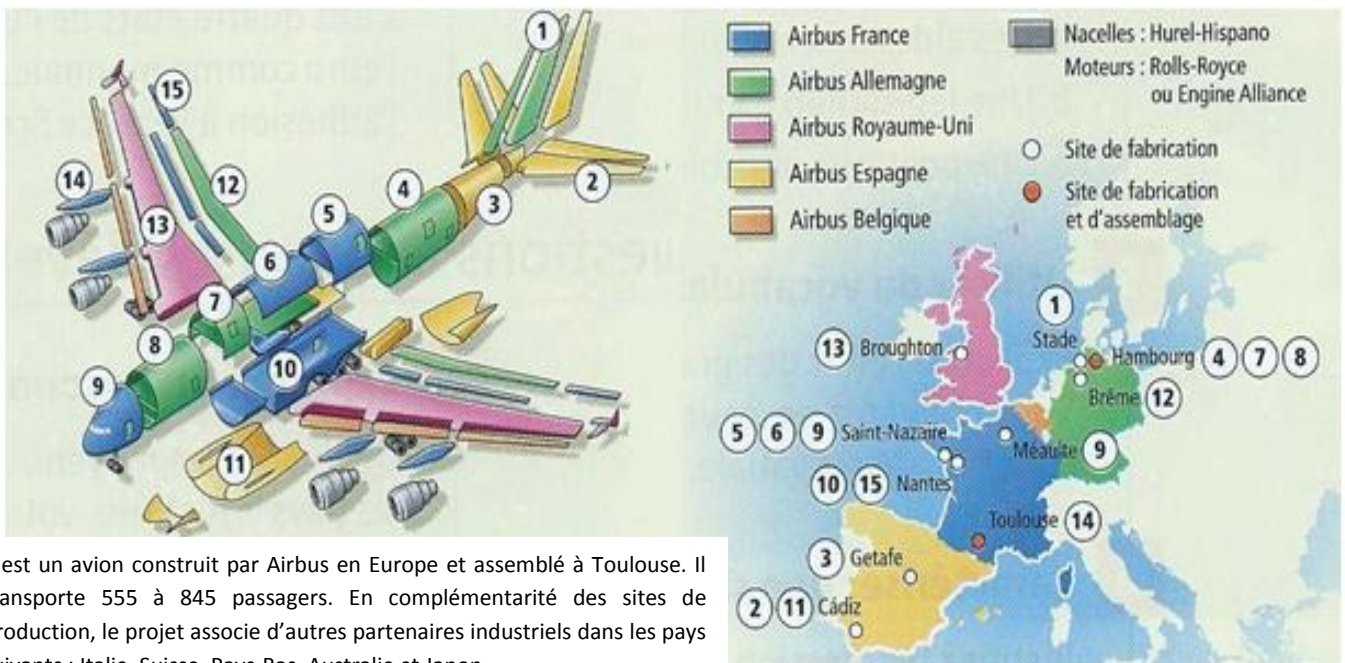 Airbus France
Airbus Allemagne
Airbus Royaume-Uni
Airbus Espagne
Airbus Belgique
Nacelles : Hurel-Hispano
Moteurs : Rolls-Royce
ou Engine Alliance
Site de fabrication
Site de fabrication
et d'assemblage
1
2
3
4
5
6
7
8
9
10
11
12
13
14
15
1
Stade
Hambourg 4 7 8
13 Broughton
Brême 12
5 6 9 Saint-Nazaire
Méaulte 9
10 15 Nantes
Toulouse 14
3 Getafe
2 11 Cádiz
est un avion construit par Airbus en Europe et assemblé à Toulouse. Il
transporte 555 à 845 passagers. En complémentarité des sites de
production, le projet associe d'autres partenaires industriels dans les pays